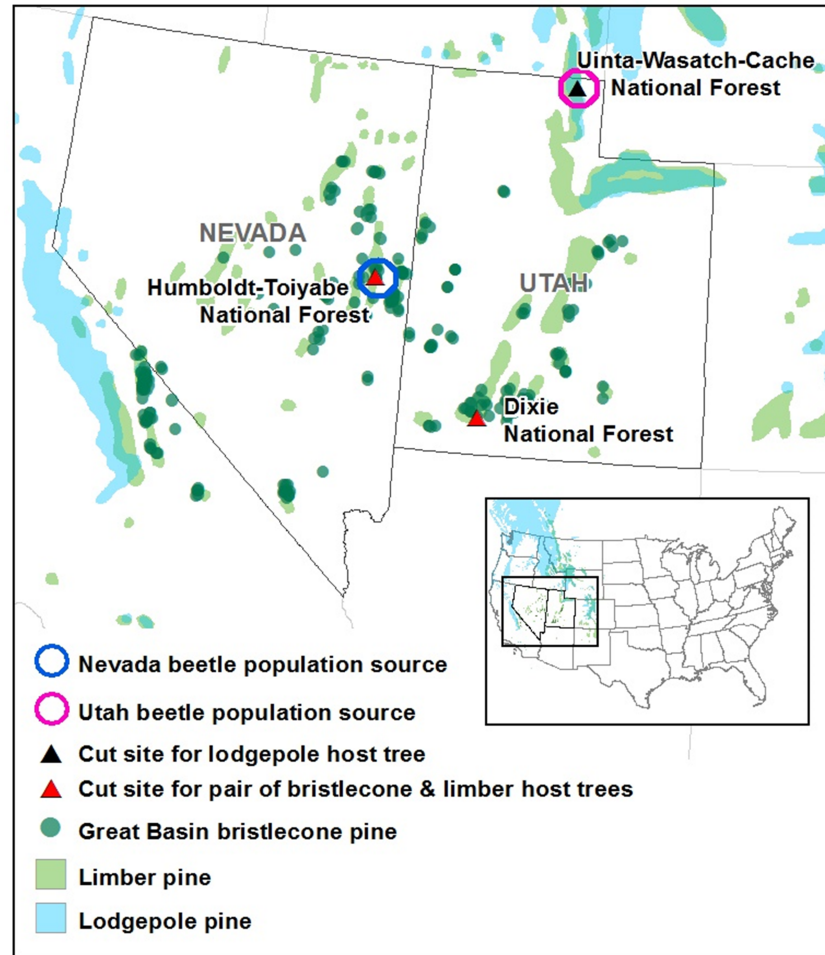 Uinta-Wasatch-Cache
National Forest
NEVADA
Humboldt-Toiyabe
National Forest
UTAH
Dixie
National Forest
Nevada beetle population source
Utah beetle population source
Cut site for lodgepole host tree
Cut site for pair of bristlecone & limber host trees
Great Basin bristlecone pine
Limber pine
Lodgepole pine